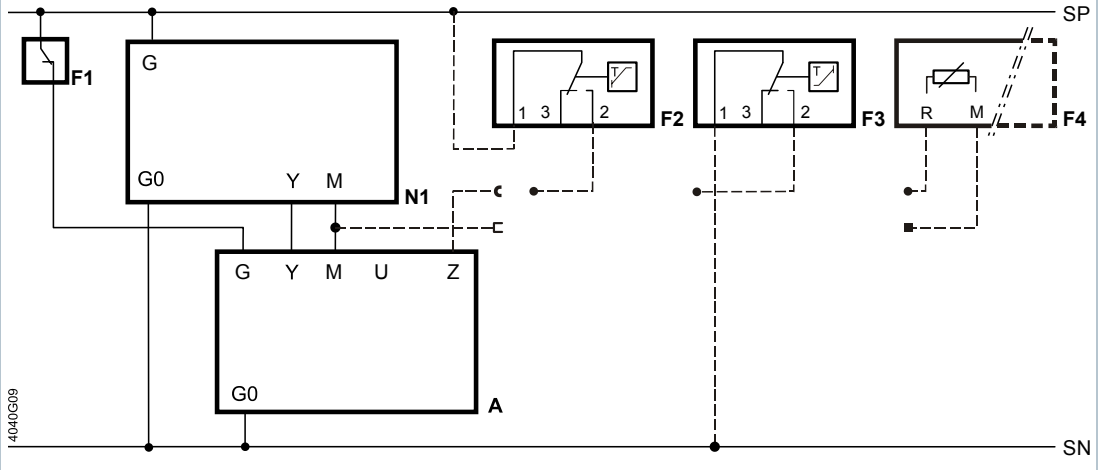 SP
F1
G
G0 Y M
N1
1 3 2
F2
T
1 3 2
F3
T
R M
F4
G Y M U Z
G0
A
4040G09
SN